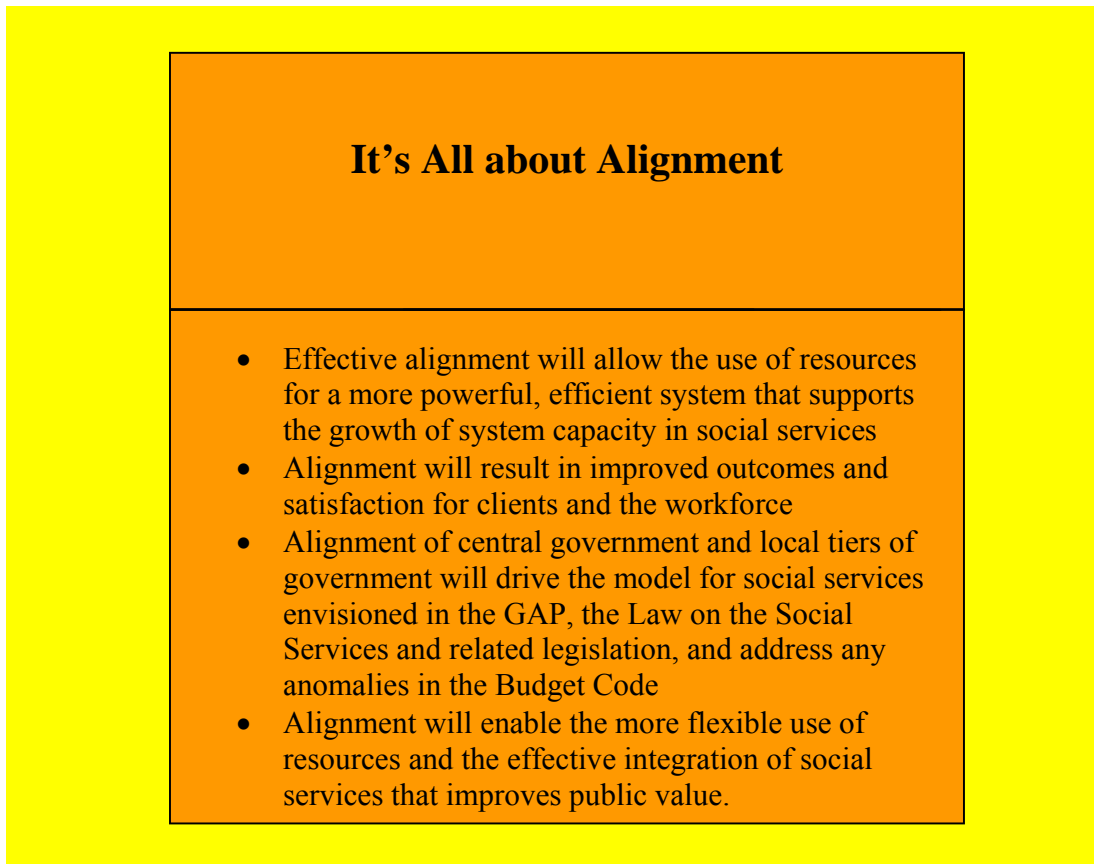 It’s All about Alignment
• Effective alignment will allow the use of resources
for a more powerful, efficient system that supports
the growth of system capacity in social services
• Alignment will result in improved outcomes and
satisfaction for clients and the workforce
• Alignment of central government and local tiers of
government will drive the model for social services
envisioned in the GAP, the Law on the Social
Services and related legislation, and address any
anomalies in the Budget Code
• Alignment will enable the more flexible use of
resources and the effective integration of social
services that improves public value.